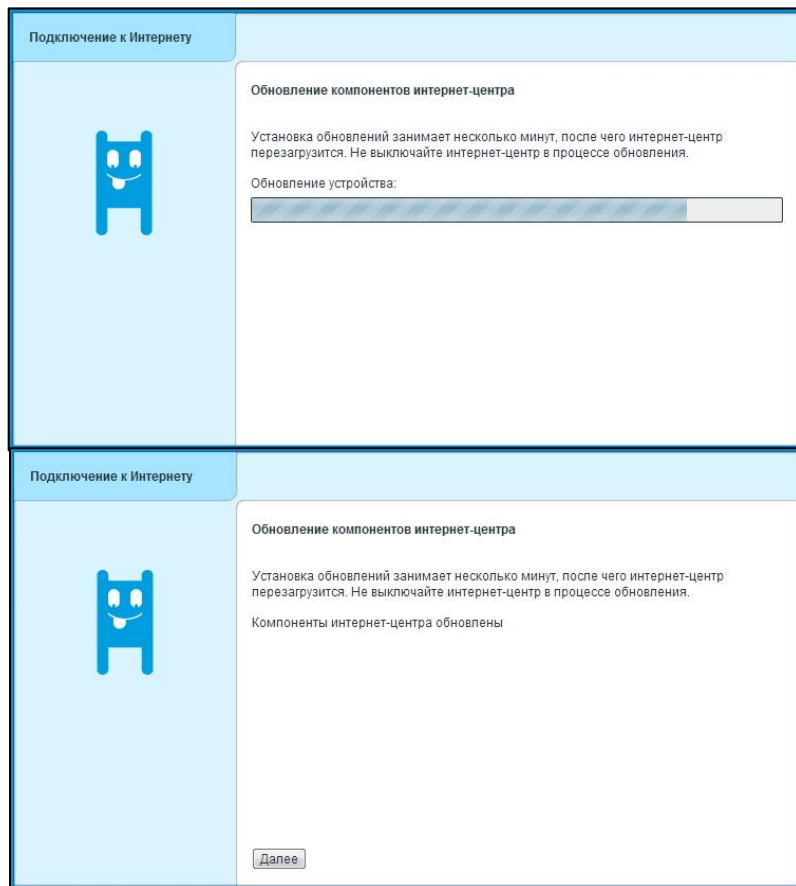 Подключение к Интернету
Обновление компонентов интернет-центра
Установка обновлений занимает несколько минут, после чего интернет-центр
перезагрузится. Не выключайте интернет-центр в процессе обновления.
Обновление устройства:
Подключение к Интернету
Обновление компонентов интернет-центра
Установка обновлений занимает несколько минут, после чего интернет-центр
перезагрузится. Не выключайте интернет-центр в процессе обновления.
Компоненты интернет-центра обновлены
Далее